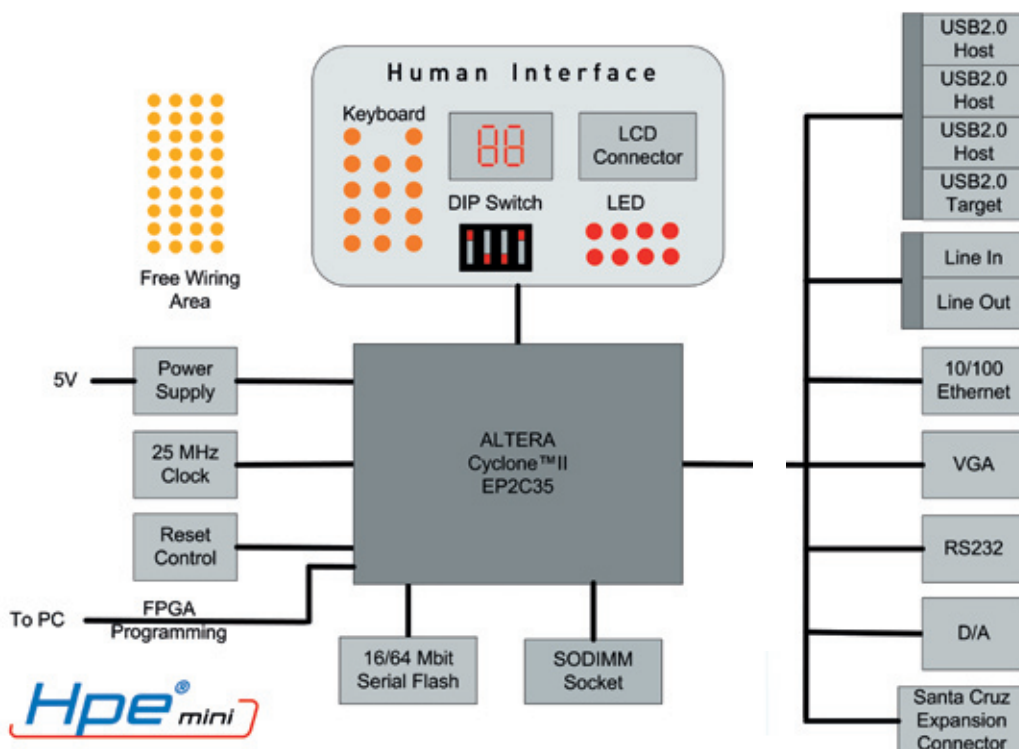 Human Interface
Keyboard
88
LCD
Connector
DIP Switch
LED
Free Wiring
Area
5V
Power
Supply
25 MHz
Clock
Reset
Control
To PC
FPGA
Programming
ALTERA
Cyclone™II
EP2C35
16/64 Mbit
Serial Flash
SODIMM
Socket
USB2.0
Host
USB2.0
Host
USB2.0
Host
USB2.0
Target
Line In
Line Out
10/100
Ethernet
VGA
RS232
D/A
Santa Cruz
Expansion
Connector
Hpe® mini